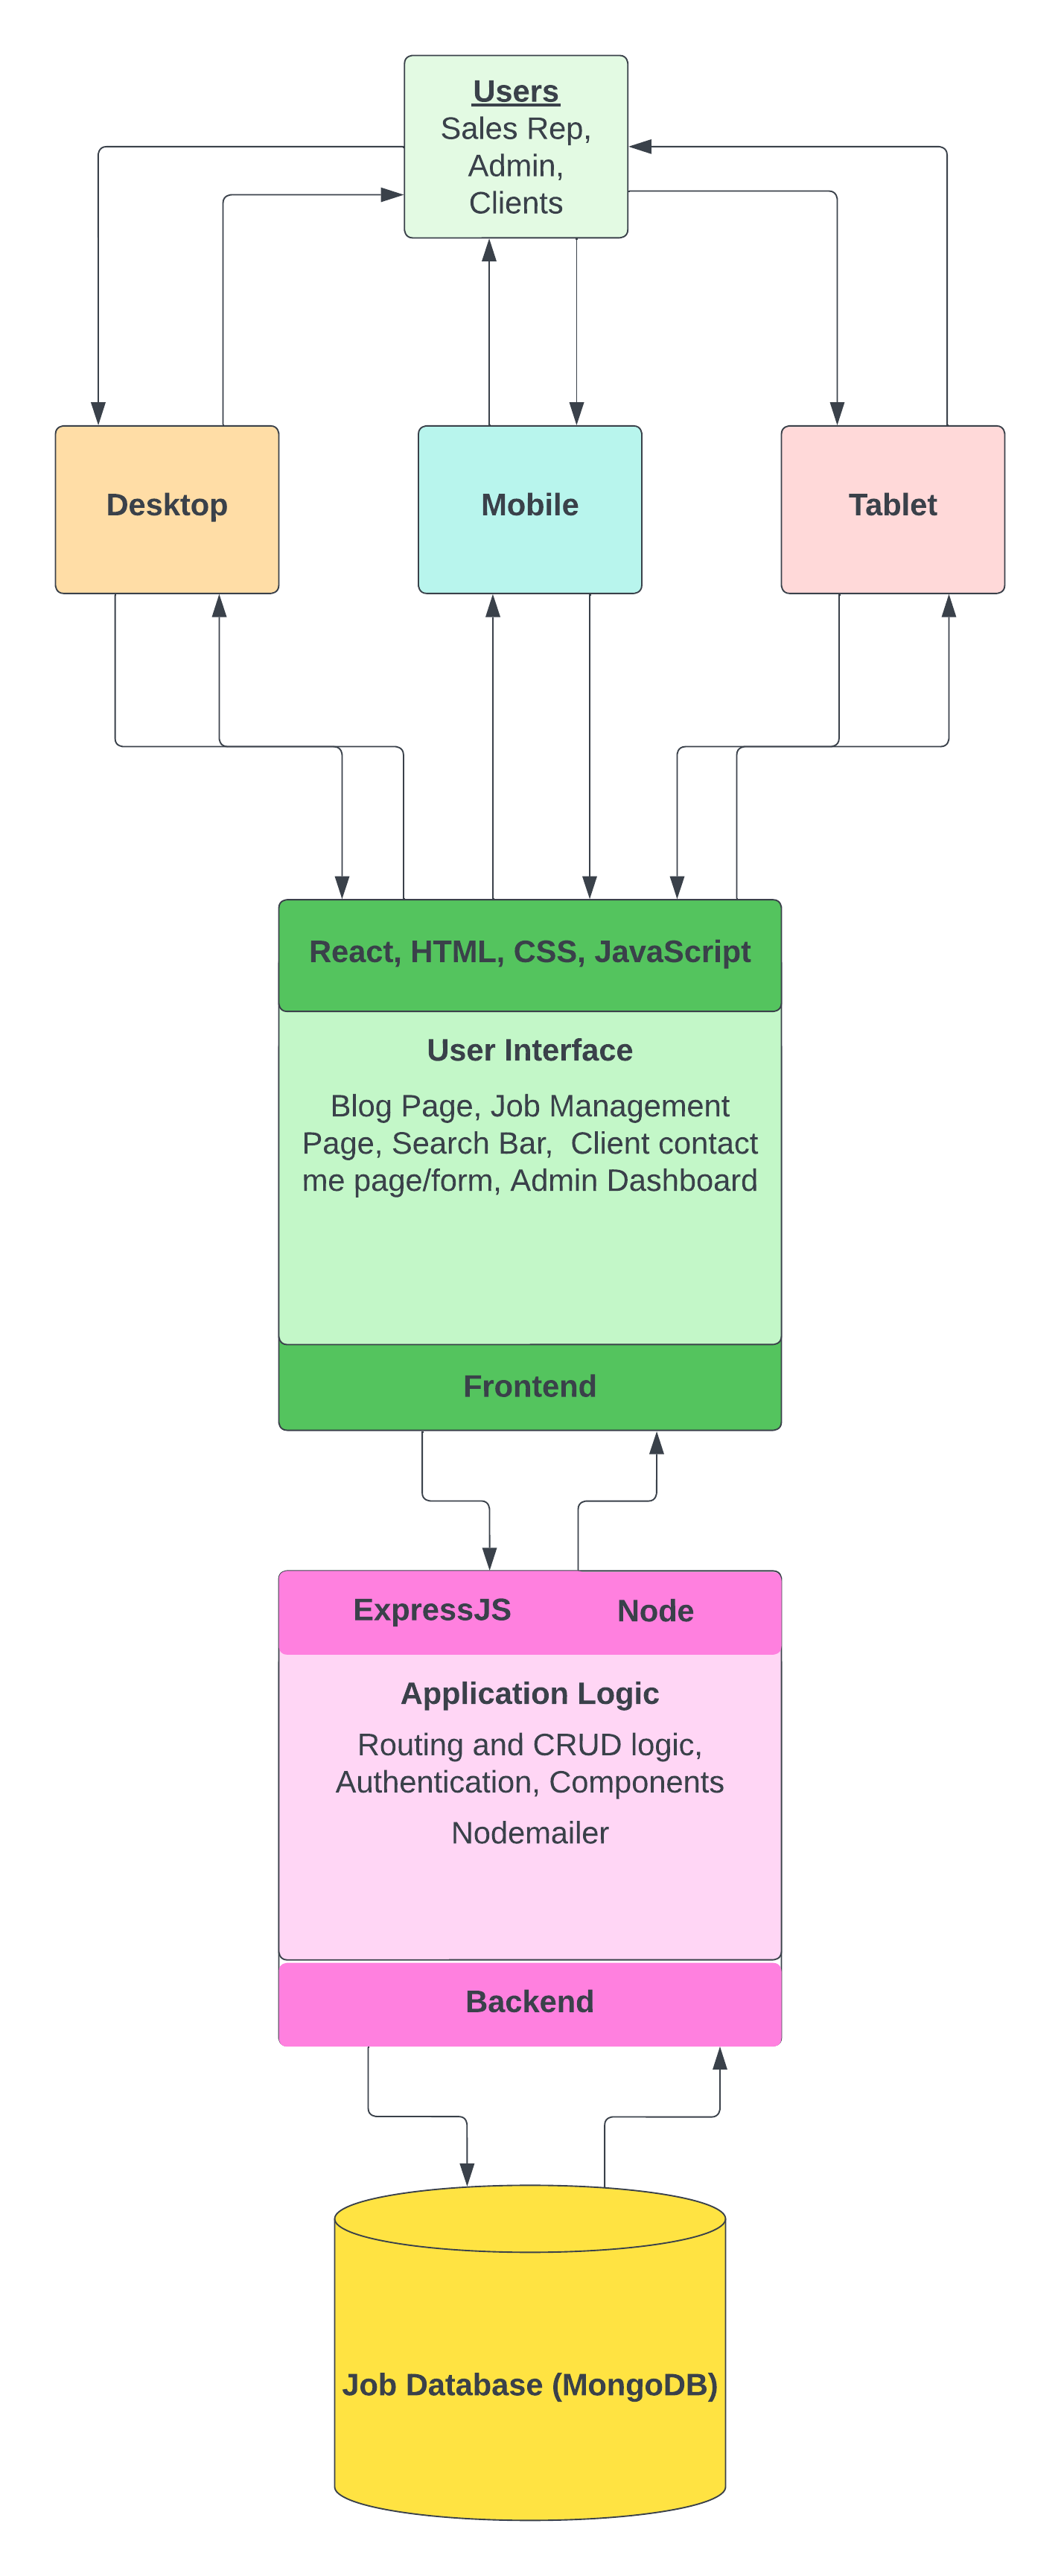 Users
Sales Rep,
Admin,
Clients
Desktop
Mobile
Tablet
React, HTML, CSS, JavaScript
User Interface
Blog Page, Job Management
Page, Search Bar,  Client contact
me page/form, Admin Dashboard
Frontend
ExpressJS
Node
Application Logic
Routing and CRUD logic,
Authentication, Components
Nodemailer
Backend
Job Database (MongoDB)